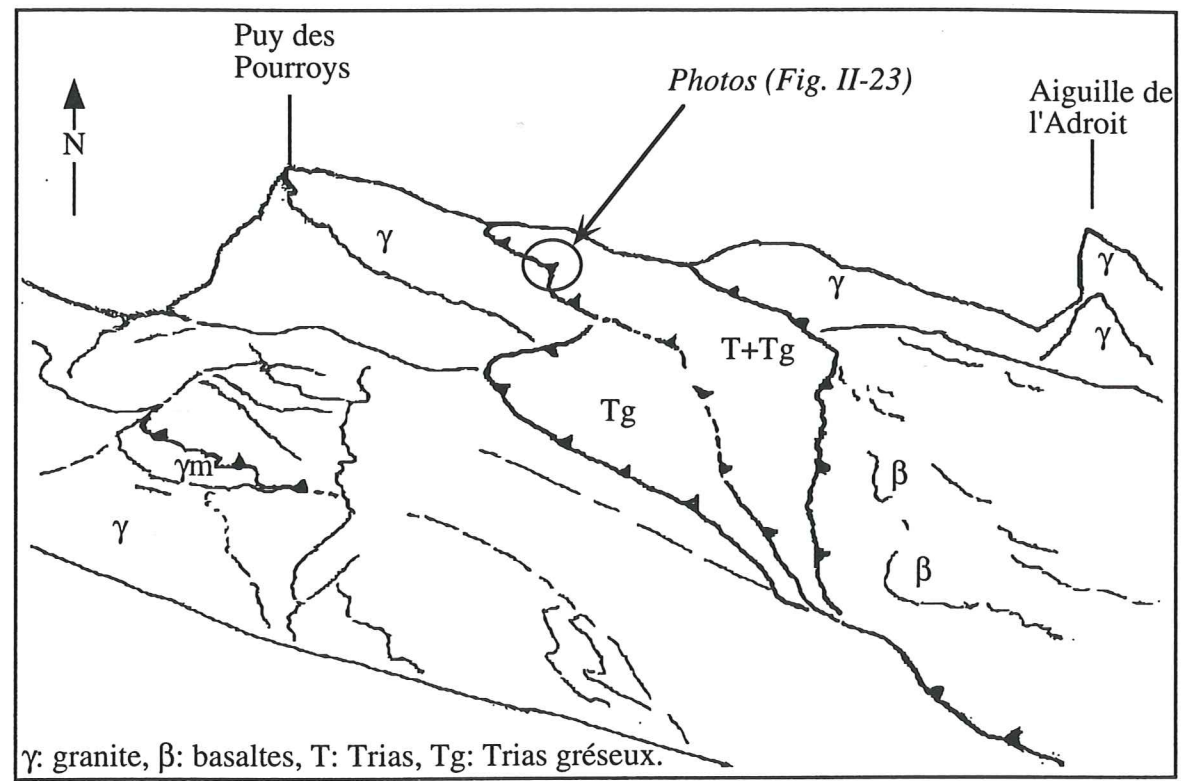 Puy des
Pourroys
Photos (Fig. II-23)
Aiguille de
l'Adroit
N
γ
γ
γ
γ
T+Tg
Tg
β
γm
γ
β
γ: granite, β: basaltes, T: Trias, Tg: Trias gréseux.